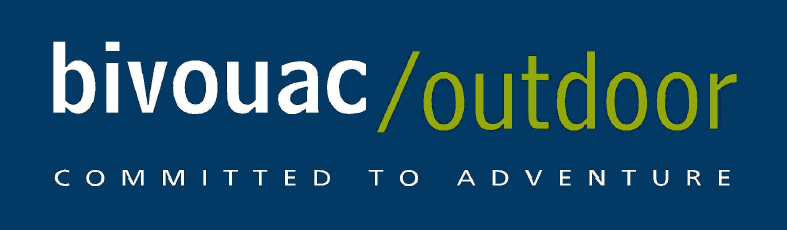 bivouac/outdoor
COMMITTED TO ADVENTURE